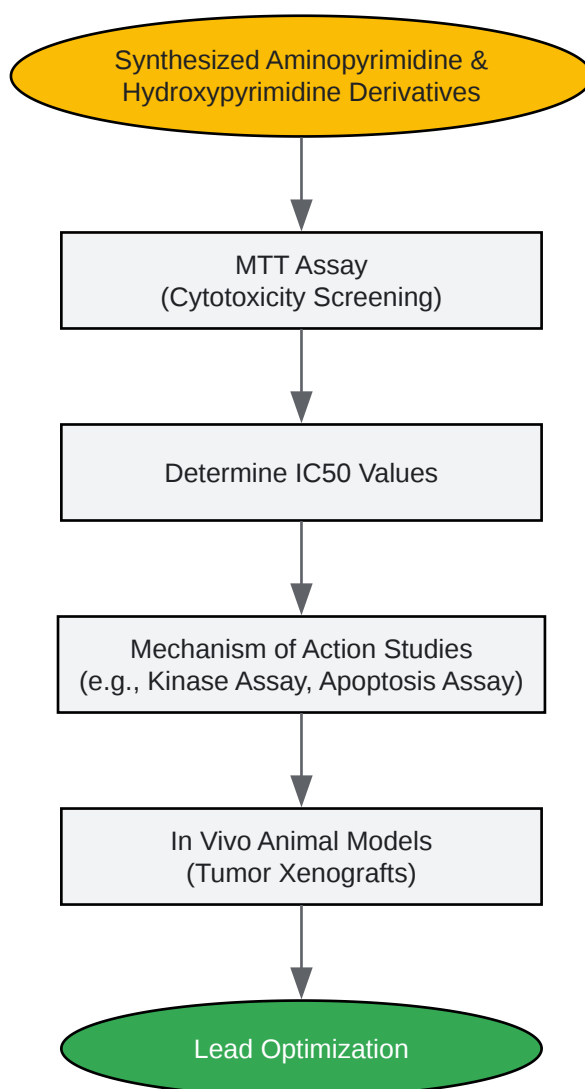 Synthesized Aminopyrimidine &
Hydroxypyrimidine Derivatives
MTT Assay
(Cytotoxicity Screening)
Determine IC50 Values
Mechanism of Action Studies
(e.g., Kinase Assay, Apoptosis Assay)
In Vivo Animal Models
(Tumor Xenografts)
Lead Optimization